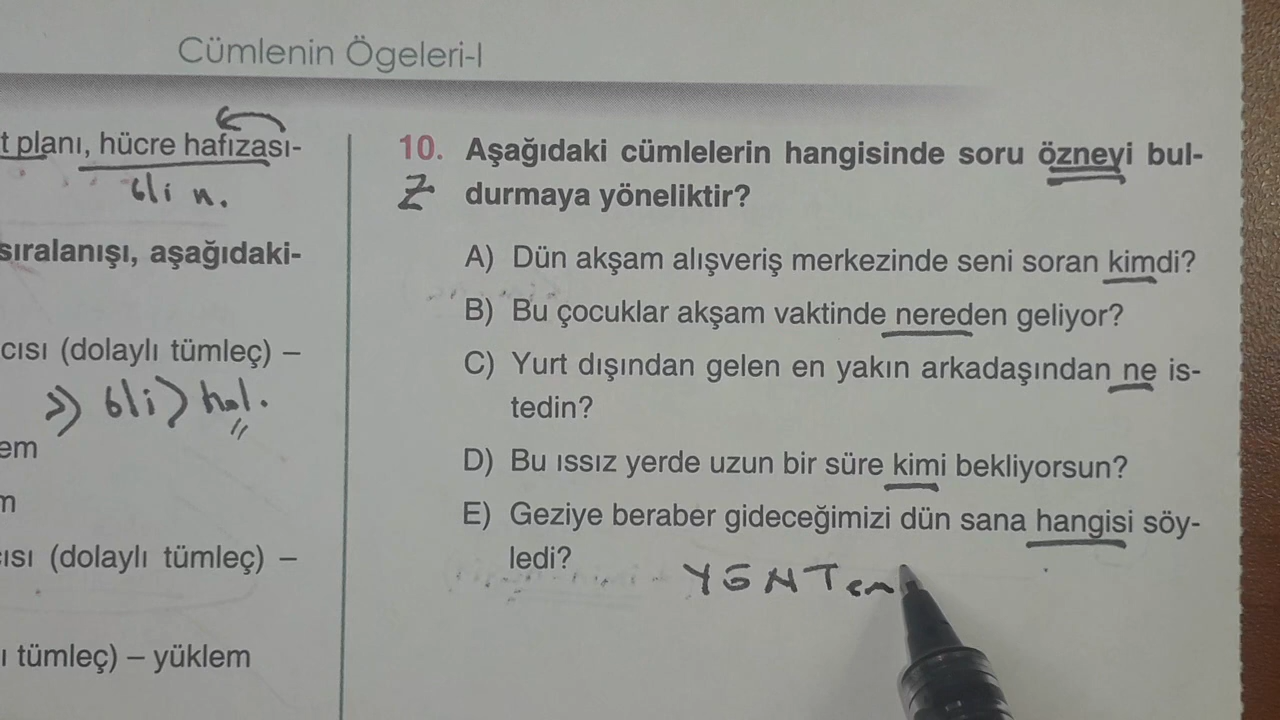 Cümlenin Ögeleri-I
t planı, hücre hafızası-
bli n.
sıralanışı, aşağıdaki-
cısı (dolaylı tümleç) –
>> bli > hal.
em
m
ısı (dolaylı tümleç) –
ı tümleç) – yüklem
10. Aşağıdaki cümlelerin hangisinde soru özneyi bul-
Z durmaya yöneliktir?
A) Dün akşam alışveriş merkezinde seni soran kimdi?
B) Bu çocuklar akşam vaktinde nereden geliyor?
C) Yurt dışından gelen en yakın arkadaşından ne is-
tedin?
D) Bu ıssız yerde uzun bir süre kimi bekliyorsun?
E) Geziye beraber gideceğimizi dün sana hangisi söy-
ledi?